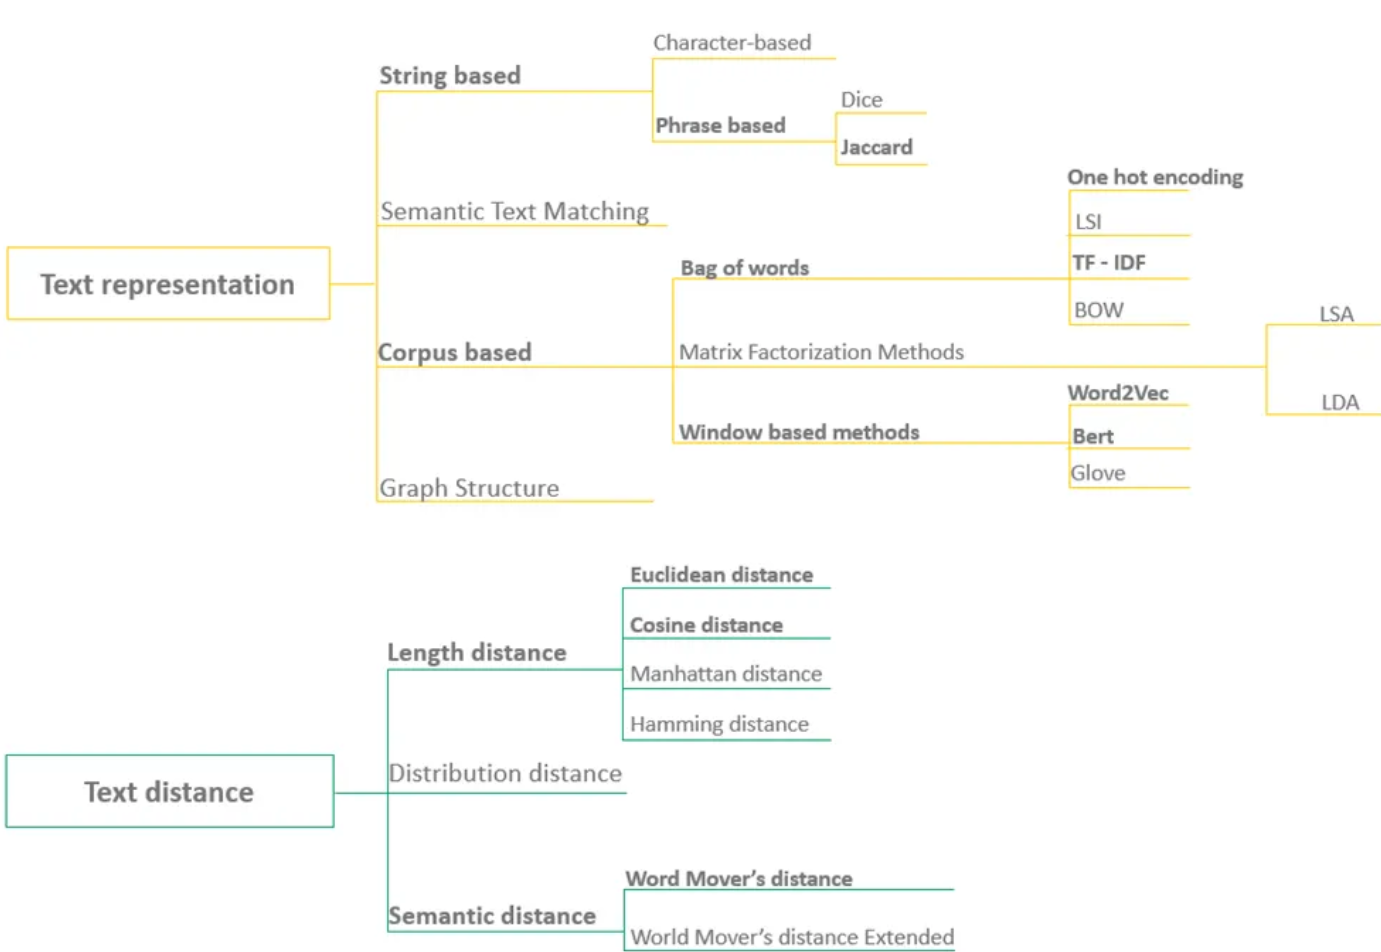 Character-based
String based
Dice
Phrase based
Jaccard
One hot encoding
Semantic Text Matching
LSI
Bag of words
TF - IDF
Text representation
BOW
LSA
Corpus based
Matrix Factorization Methods
Word2Vec
LDA
Window based methods
Bert
Glove
Graph Structure
Euclidean distance
Cosine distance
Length distance
Manhattan distance
Hamming distance
Distribution distance
Text distance
Word Mover's distance
Semantic distance
World Mover's distance Extended